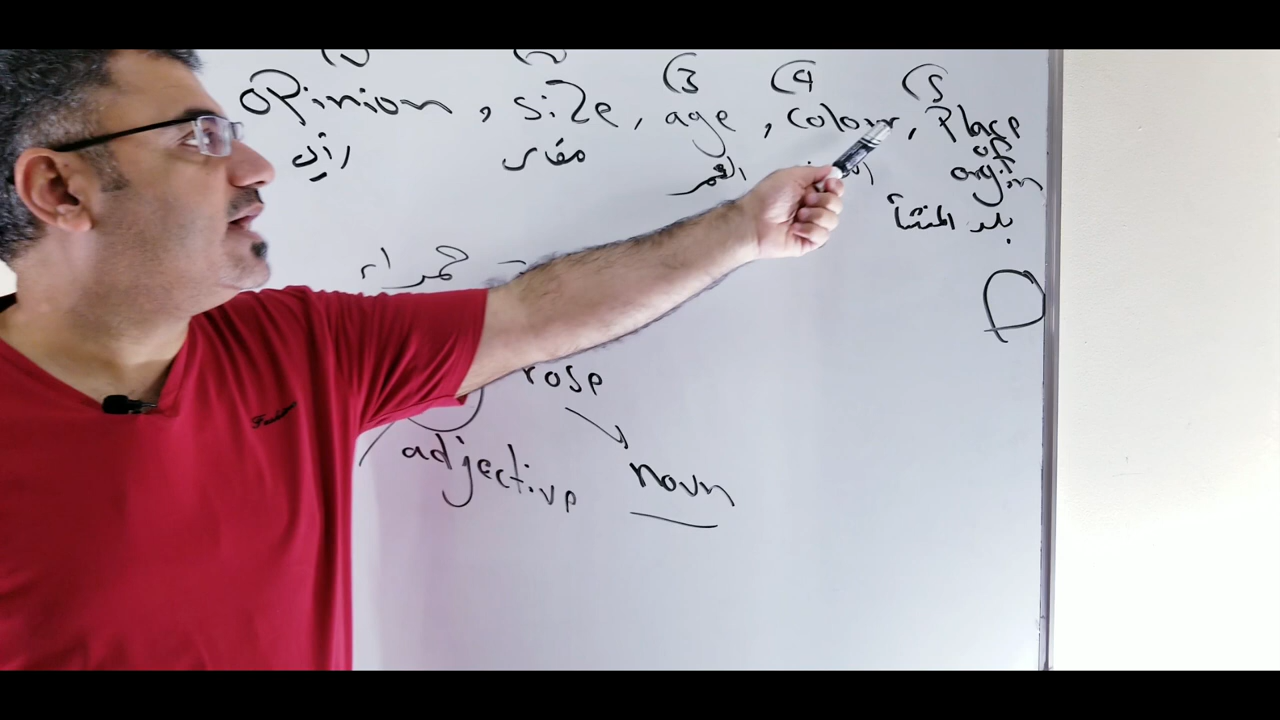 (3 (4 (5
opinion, size, age, colour, Place
of
origin
رأي مقاس العمر
بلد المنشأ
حمراء
rose
adjective noun